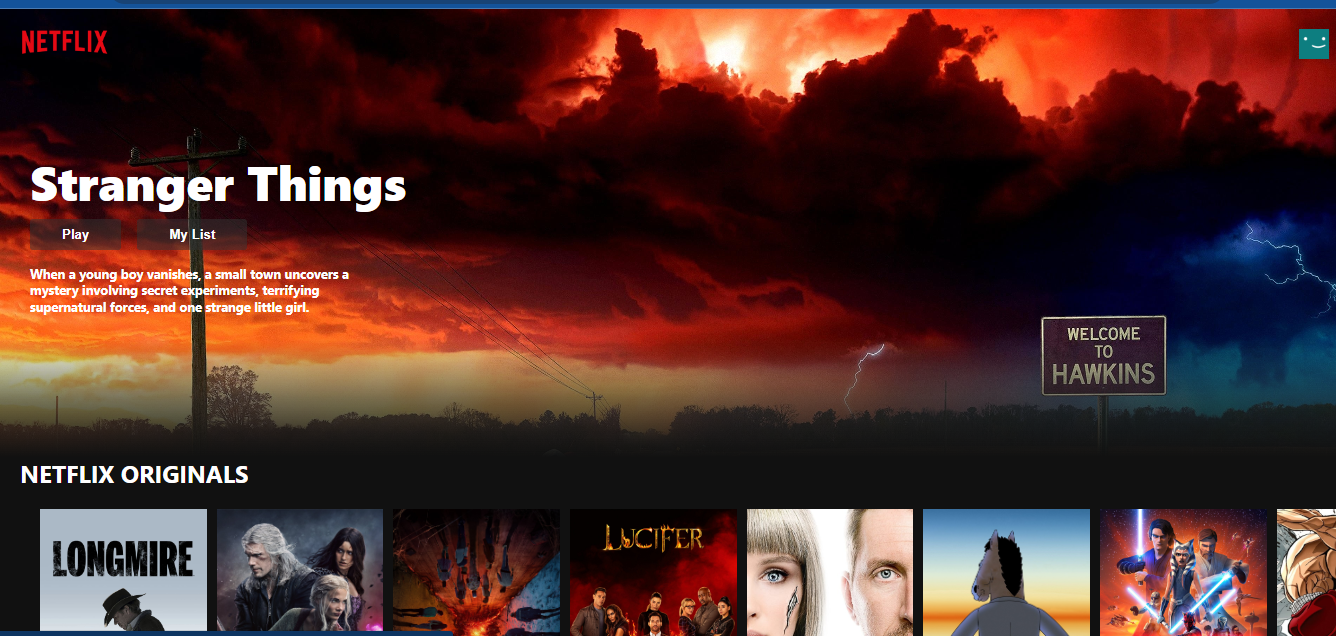 NETFLIX
Stranger Things
Play
My List
When a young boy vanishes, a small town uncovers a
mystery involving secret experiments, terrifying
supernatural forces, and one strange little girl.
WELCOME
TO
HAWKINS
NETFLIX ORIGINALS
LONGMIRE
LUCIFER